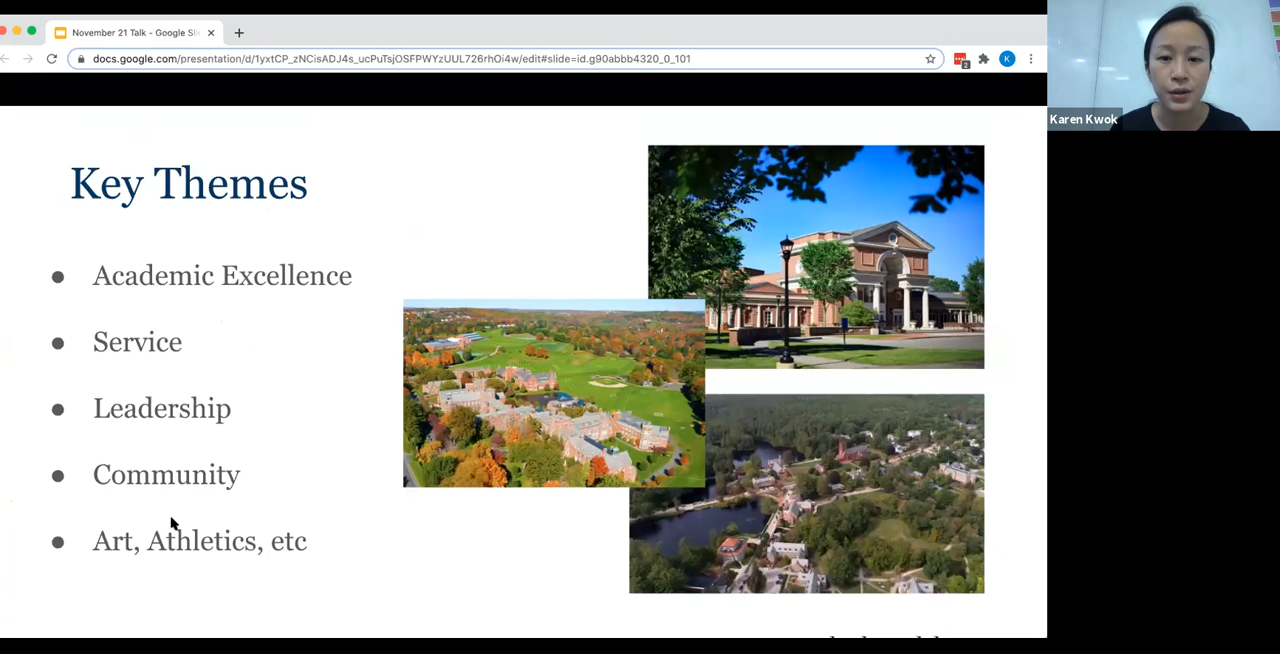 November 21 Talk - Google Sli
docs.google.com/presentation/d/1yxtCP_zNCisADJ4s_ucPuTsjOSFPWYzUUL726rhOi4w/edit#slide=id.g90abbb4320_0_101
2
K
Karen Kwok
Key Themes
● Academic Excellence
● Service
● Leadership
● Community
● Art, Athletics, etc